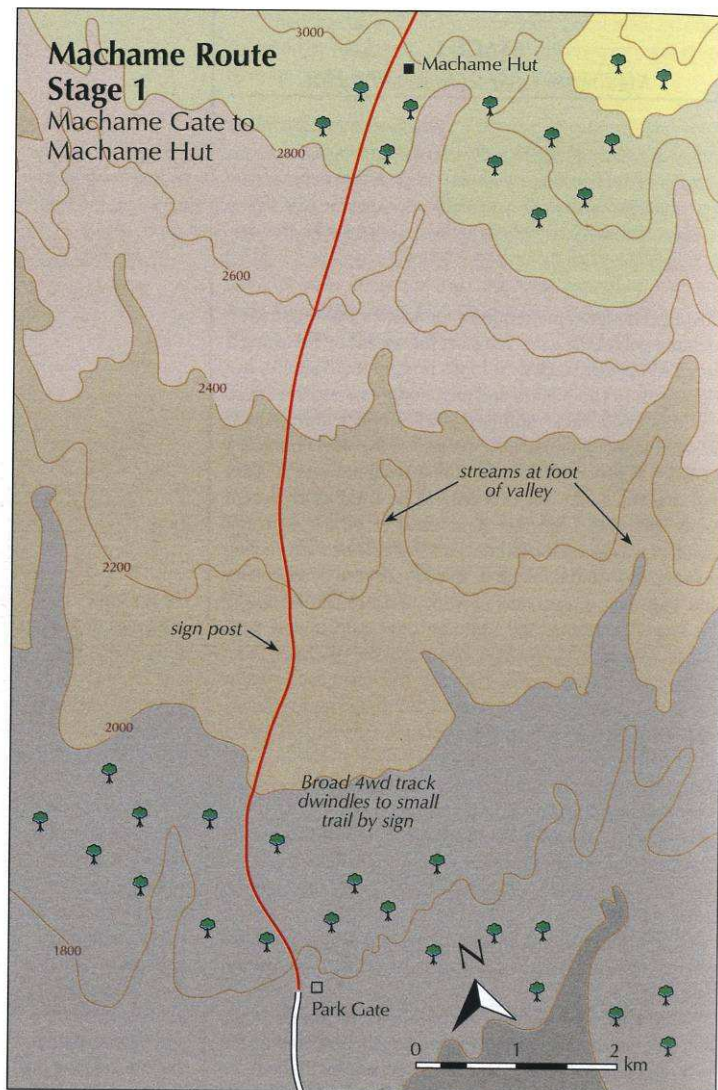 Machame Route
Stage 1
Machame Gate to
Machame Hut
3000
Machame Hut
2800
2600
2400
streams at foot
of valley
2200
sign post
2000
Broad 4wd track
dwindles to small
trail by sign
1800
N
Park Gate
0 1 2
km